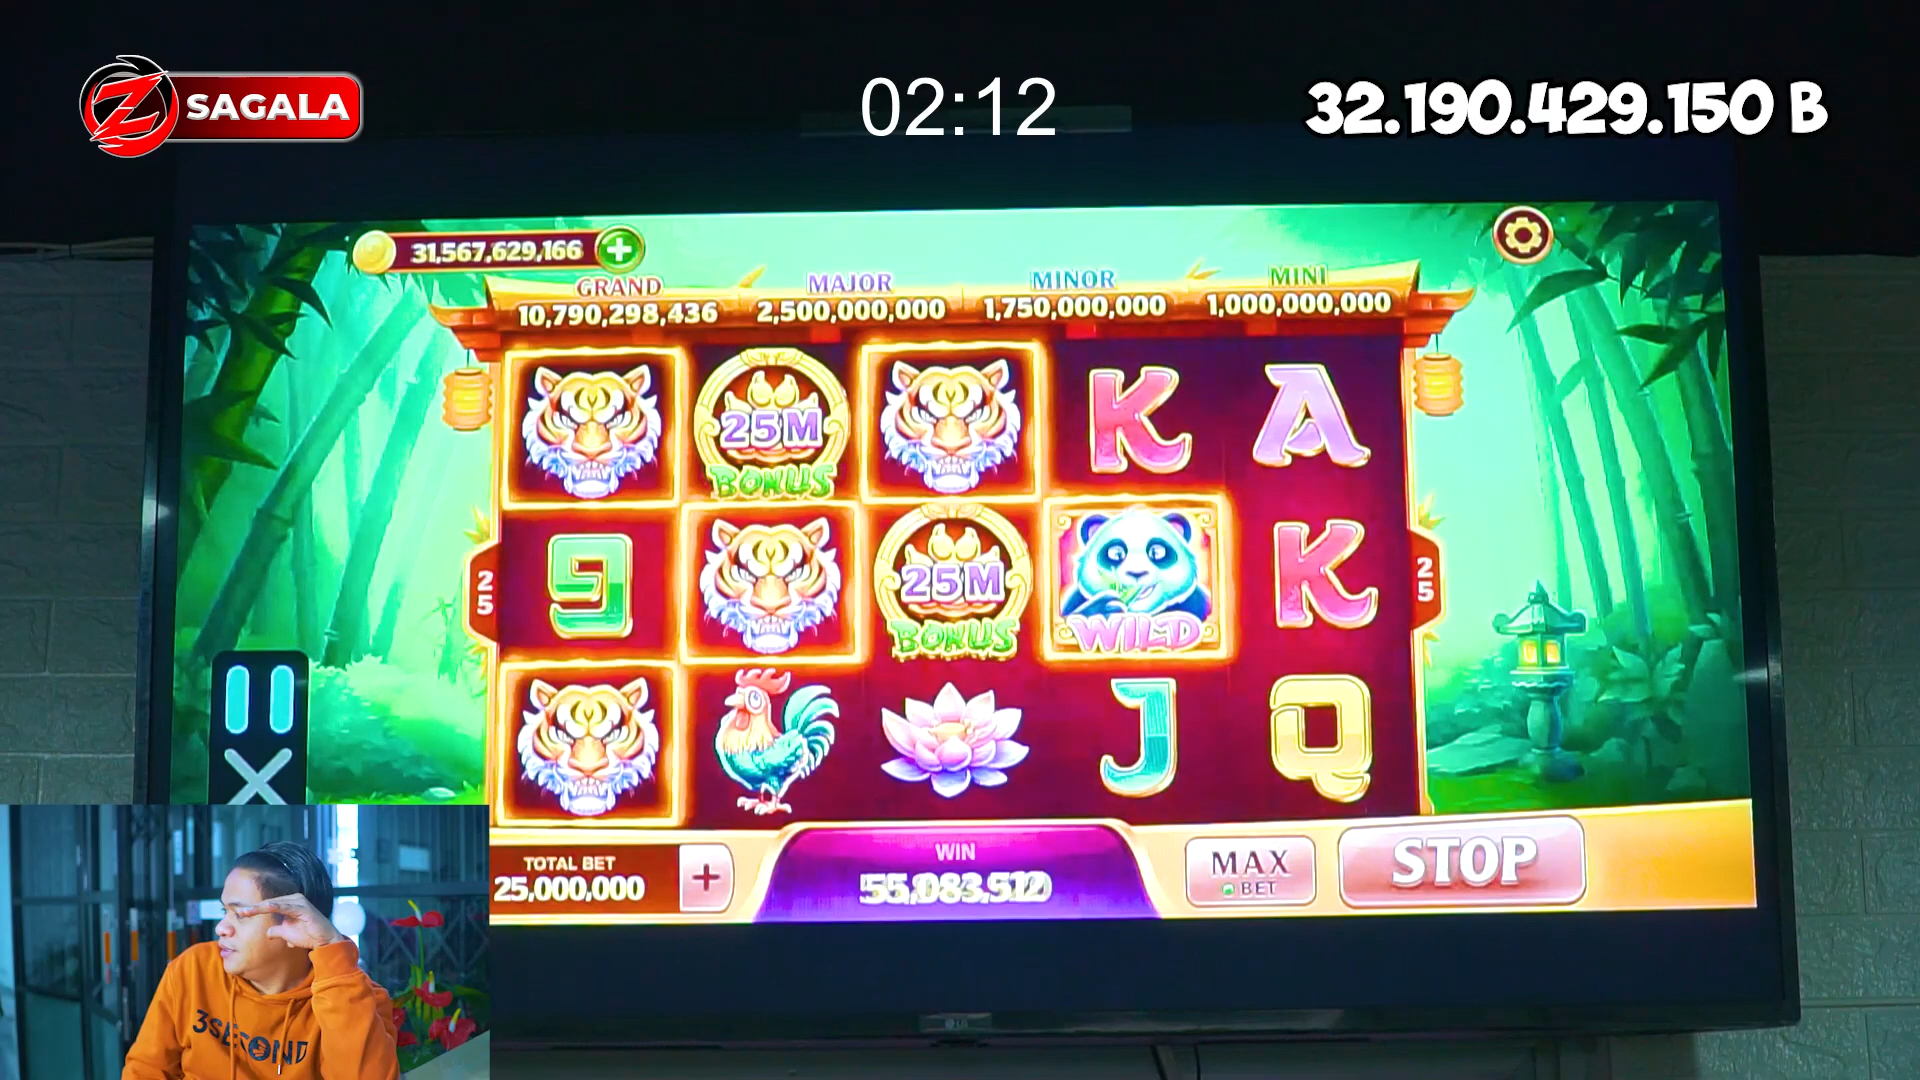 Z SAGALA
02:12
32.190.429.150 B
31,567,629,166 +
GRAND
MAJOR
MINOR
MINI
10,790,298,436
2,500,000,000
1,750,000,000
1,000,000,000
25M
BONUS
K
A
25
9
25M
BONUS
WILD
K
25
J
Q
TOTAL BET
25,000,000
+
WIN
MAX
BET
STOP
3SECOND
LG